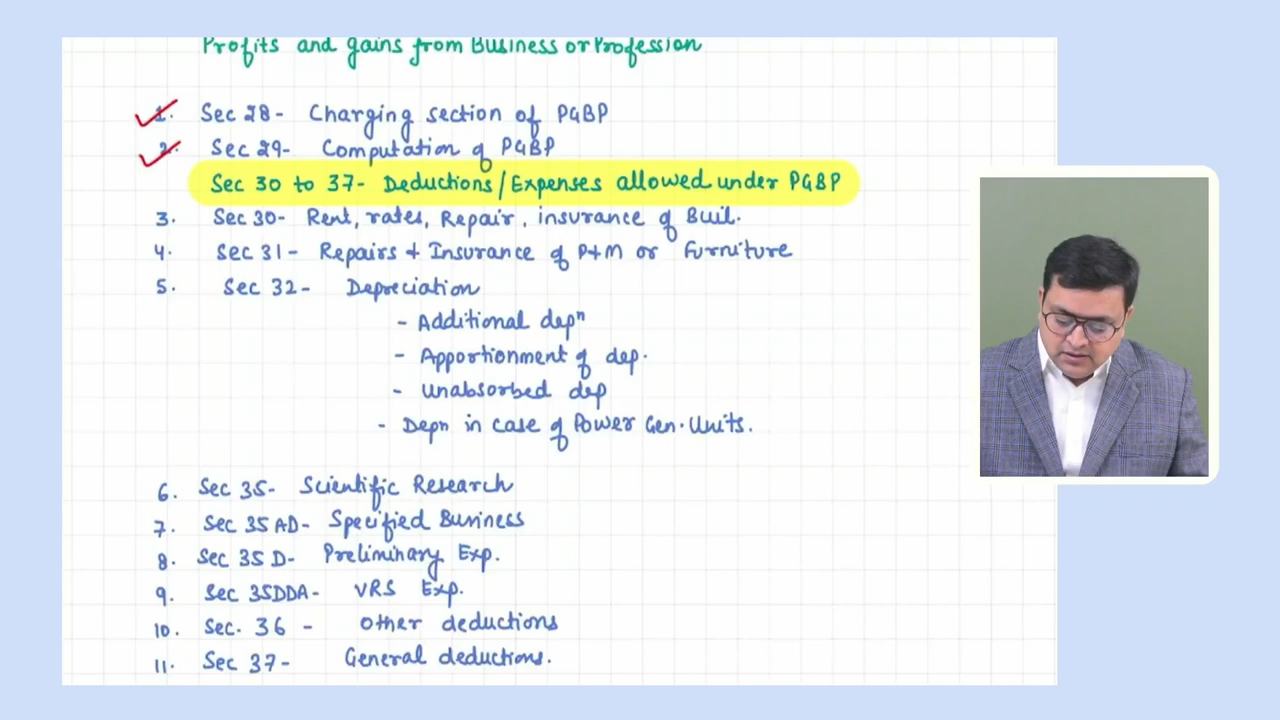 Profits and gains from Business or Profession
1. Sec 28- Charging section of PGBP
2. Sec 29- Computation of PGBP
Sec 30 to 37- Deductions/Expenses allowed under PGBP
3. Sec 30- Rent, rates, Repair, insurance of Buil.
4. Sec 31- Repairs + Insurance of P+M or Furniture
5. Sec 32- Depreciation
- Additional depⁿ
- Apportionment of dep.
- Unabsorbed dep
- Depn in case of Power Gen. Units.
6. Sec 35- Scientific Research
7. Sec 35 AD- Specified Business
8. Sec 35 D- Preliminary Exp.
9. Sec 35DDA- VRS Exp.
10. Sec. 36 - Other deductions
11. Sec 37- General deductions.